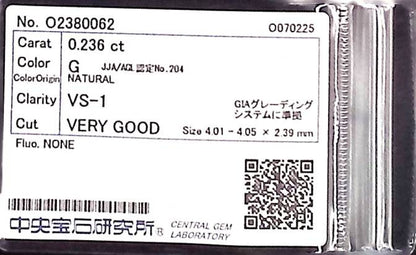 No. O2380062 O070225
Carat 0.236 ct
Color G JJA/AGL認定No.204
ColorOrigin NATURAL
Clarity VS-1 GIAグレーディング
システムに準拠
Cut VERY GOOD Size 4.01 - 4.05 × 2.39 mm
Fluo. NONE
中央宝石研究所® CENTRAL GEM
LABORATORY